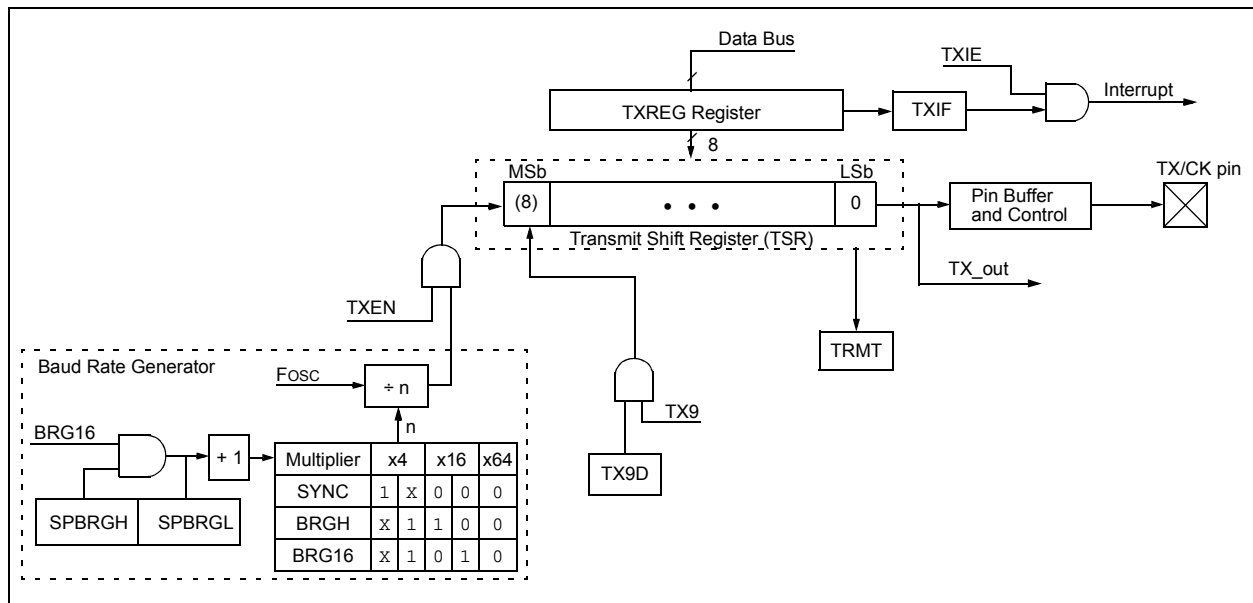 Data Bus
TXIE
Interrupt
TXREG Register
TXIF
8
MSb
LSb
TX/CK pin
(8)
• • •
0
Pin Buffer
and Control
Transmit Shift Register (TSR)
TX_out
TXEN
TRMT
Baud Rate Generator
FOSC
÷ n
n
TX9
BRG16
+ 1
Multiplier x4 x16 x64
SYNC 1 X 0 0 0
BRGH X 1 1 0 0
BRG16 X 1 0 1 0
SPBRGH SPBRGL
TX9D